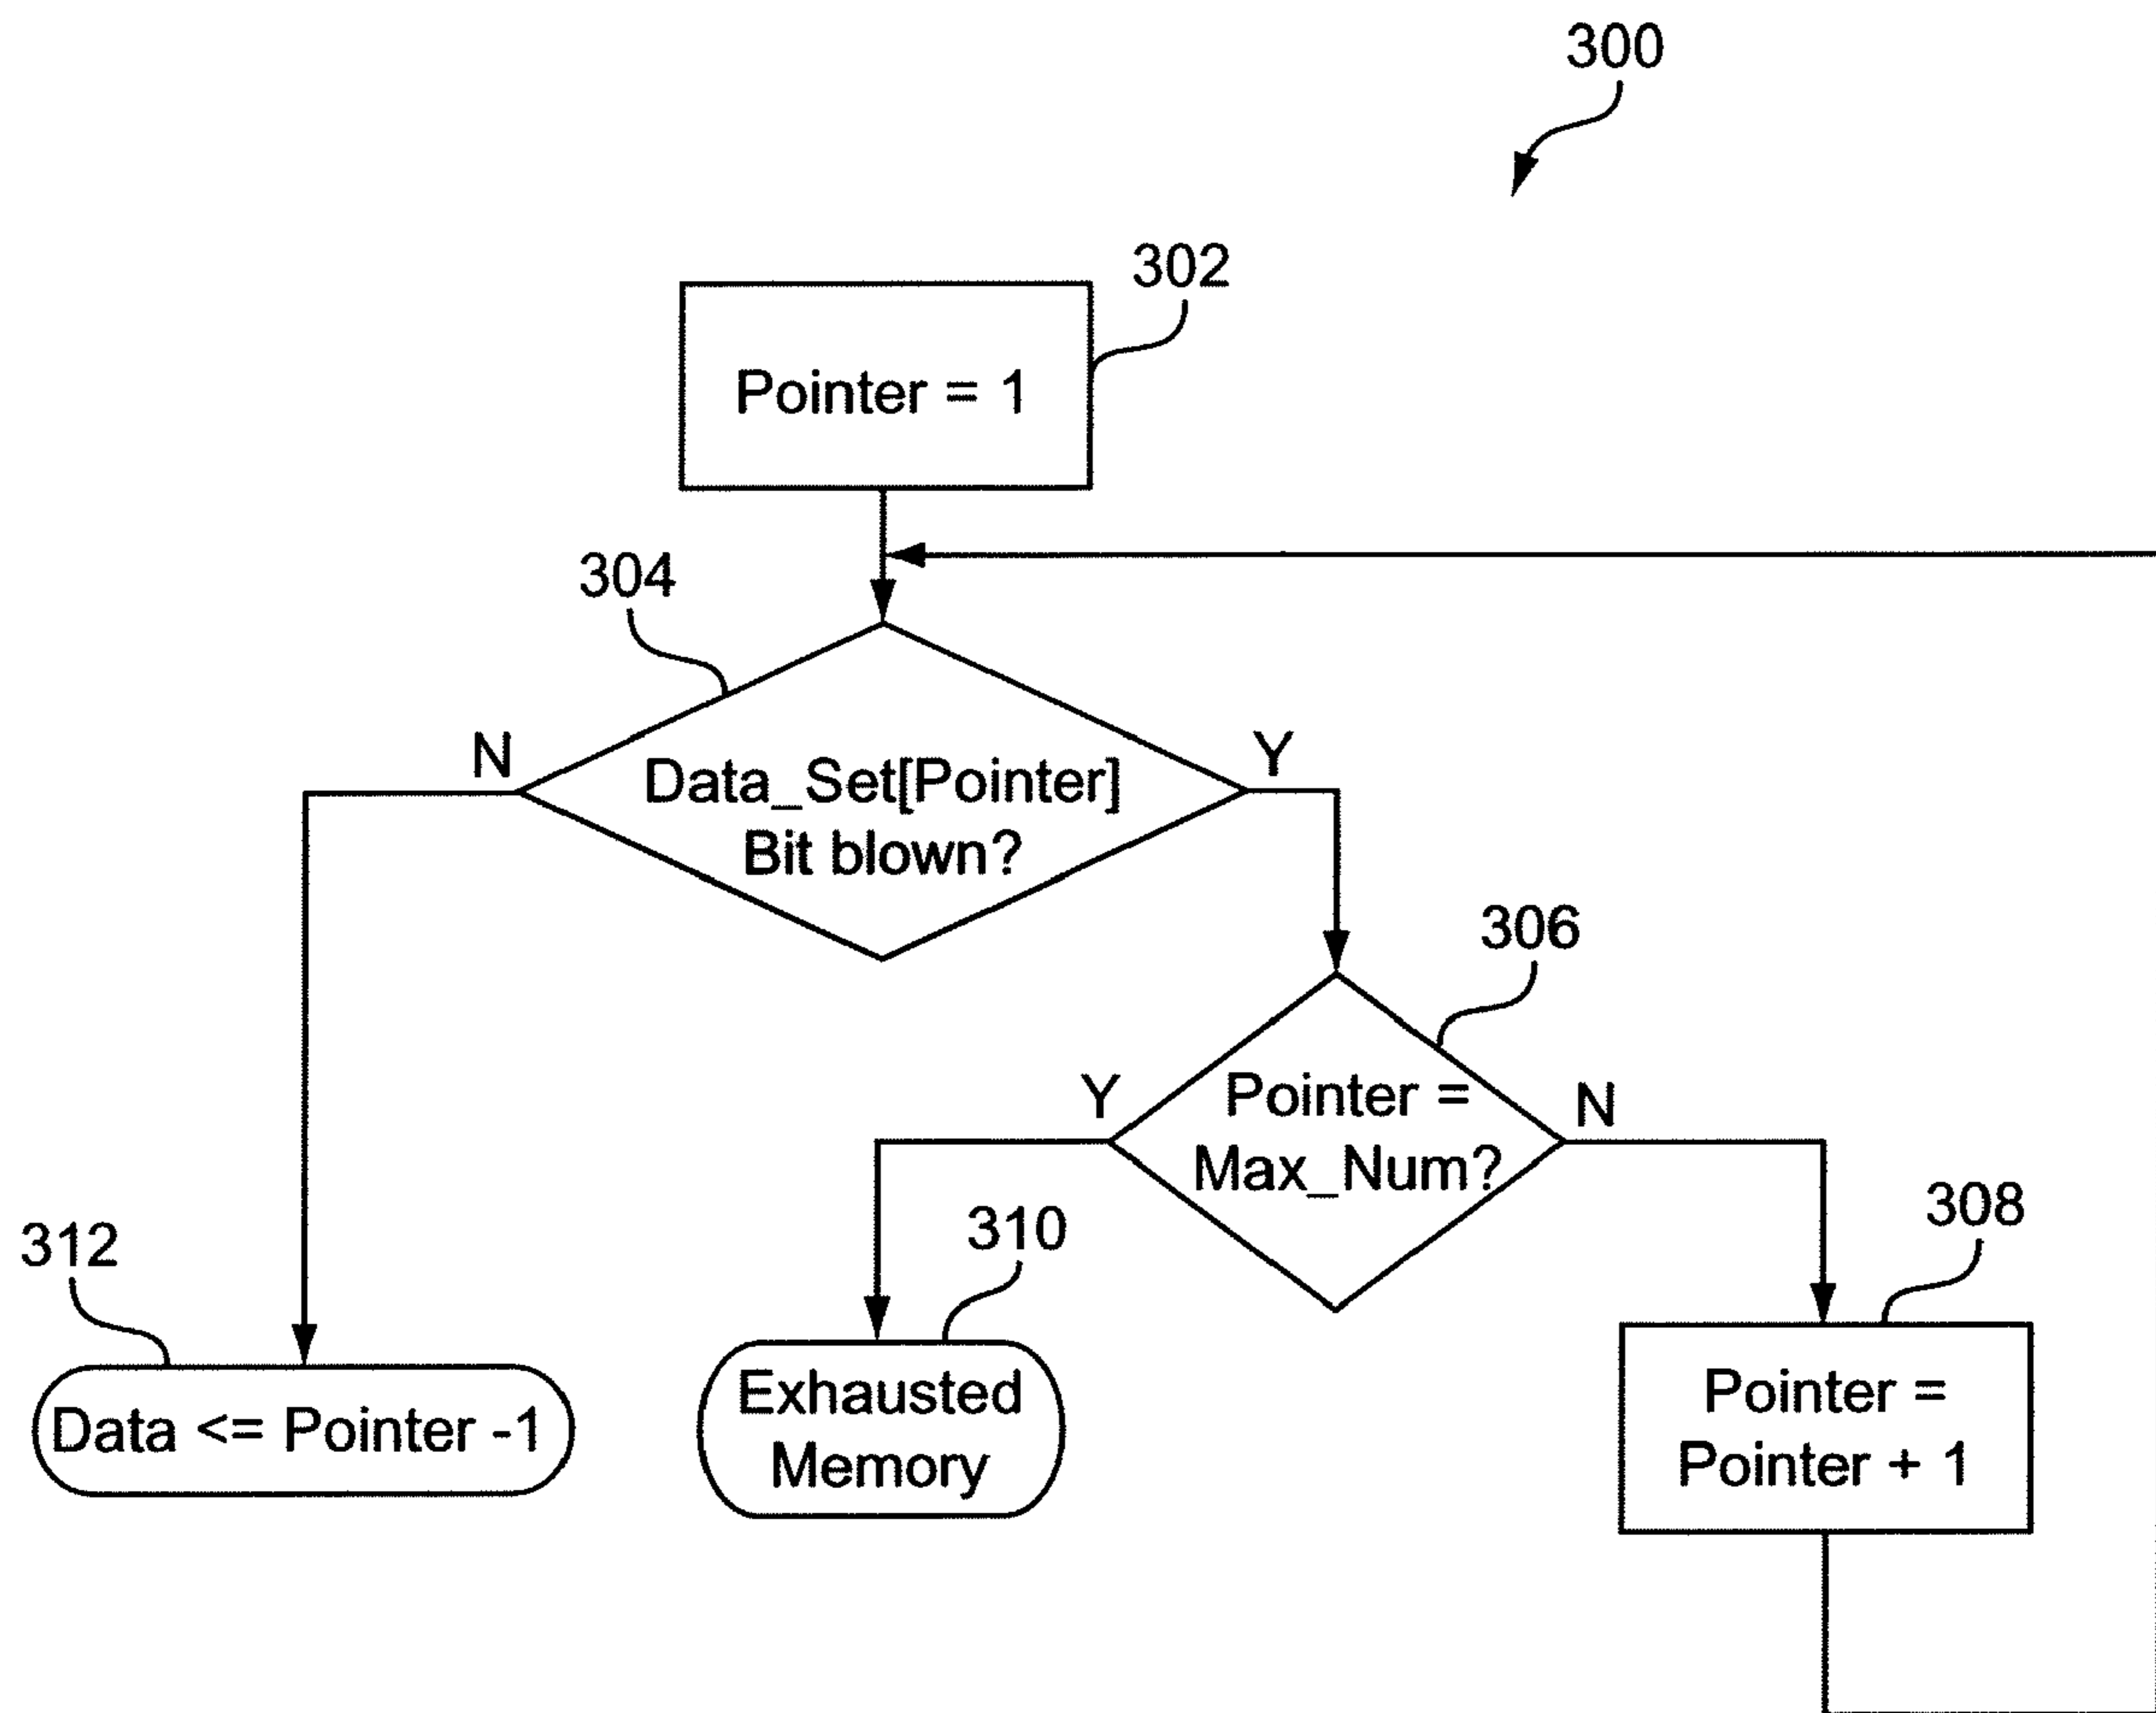 300
302
Pointer = 1
304
N
Y
Data_Set[Pointer]
Bit blown?
306
Y
N
Pointer =
Max_Num?
308
310
312
Data <= Pointer -1
Exhausted
Memory
Pointer =
Pointer + 1